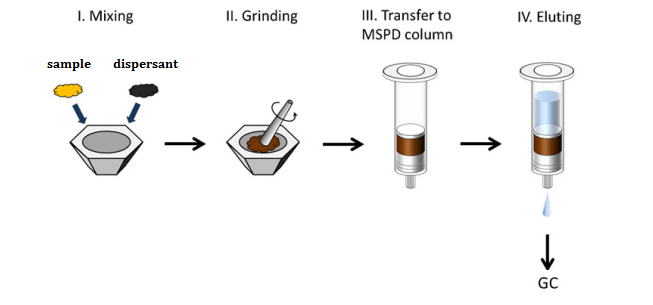 I. Mixing
II. Grinding
III. Transfer to
MSPD column
IV. Eluting
sample
dispersant
GC